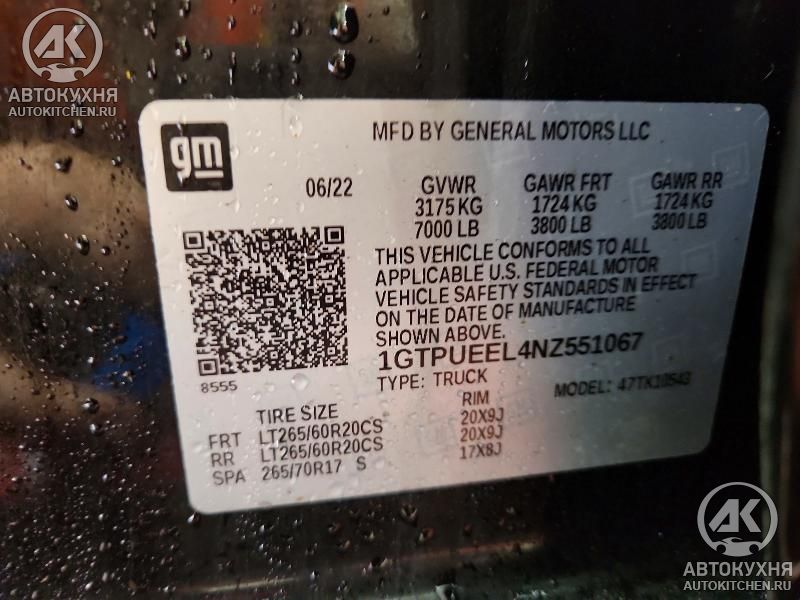 AK
АВТОКУХНЯ
AUTOKITCHEN.RU
gm
MFD BY GENERAL MOTORS LLC
06/22 GVWR GAWR FRT GAWR RR
3175 KG 1724 KG 1724 KG
7000 LB 3800 LB 3800 LB
THIS VEHICLE CONFORMS TO ALL
APPLICABLE U.S. FEDERAL MOTOR
VEHICLE SAFETY STANDARDS IN EFFECT
ON THE DATE OF MANUFACTURE
SHOWN ABOVE.
8555
1GTPUEEL4NZ551067
TYPE: TRUCK MODEL: 47TK10543
TIRE SIZE RIM
FRT LT265/60R20CS 20X9J
RR LT265/60R20CS 20X9J
SPA 265/70R17 S 17X8J
AK
АВТОКУХНЯ
AUTOKITCHEN.RU